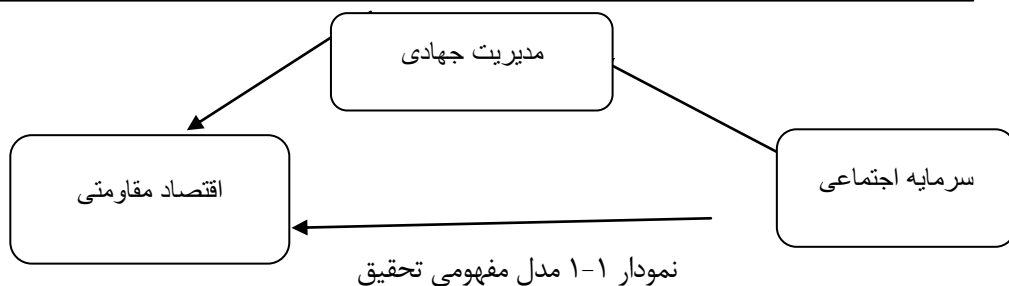 مدیریت جهادی
سرمایه اجتماعی
اقتصاد مقاومتی
نمودار ۱-۱ مدل مفهومی تحقیق